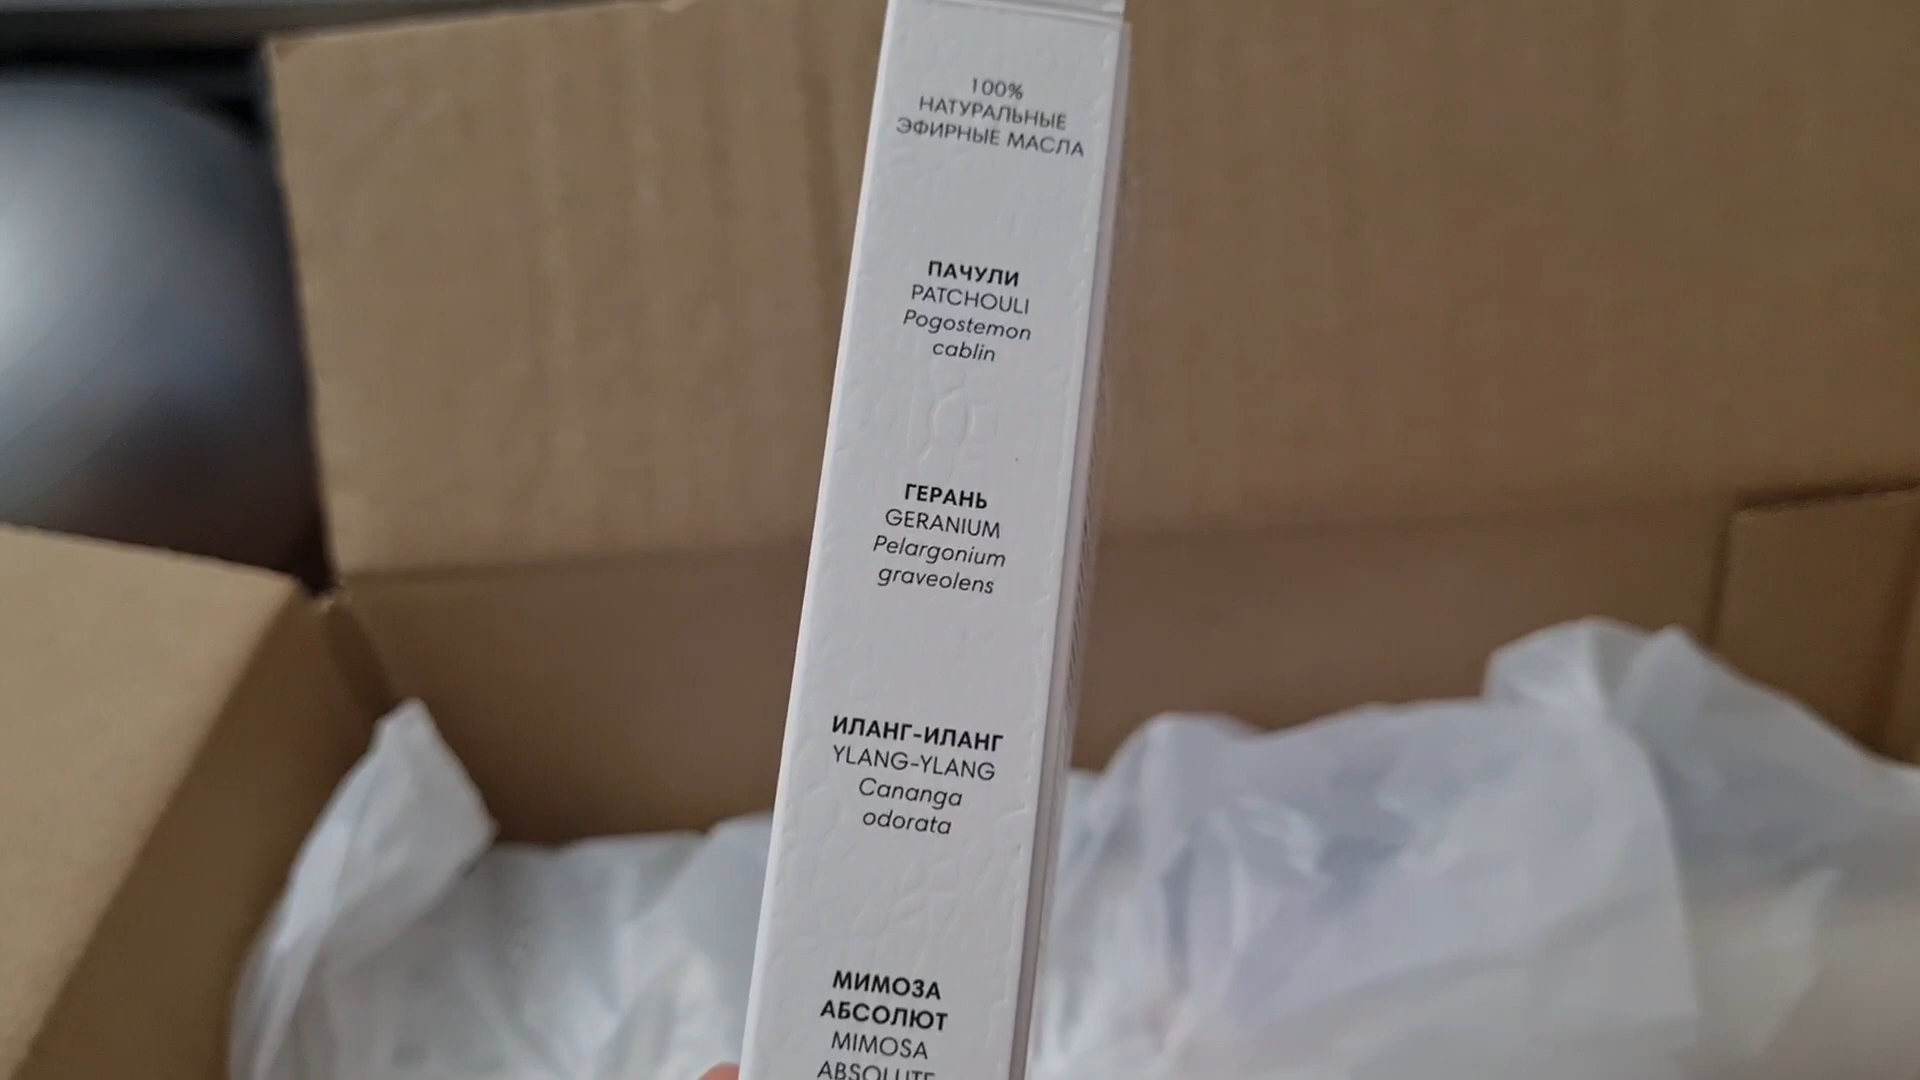 100%
НАТУРАЛЬНЫЕ
ЭФИРНЫЕ МАСЛА
ПАЧУЛИ
PATCHOULI
Pogostemon
cablin
ГЕРАНЬ
GERANIUM
Pelargonium
graveolens
ИЛАНГ-ИЛАНГ
YLANG-YLANG
Cananga
odorata
МИМОЗА
АБСОЛЮТ
MIMOSA
ABSOLUTE